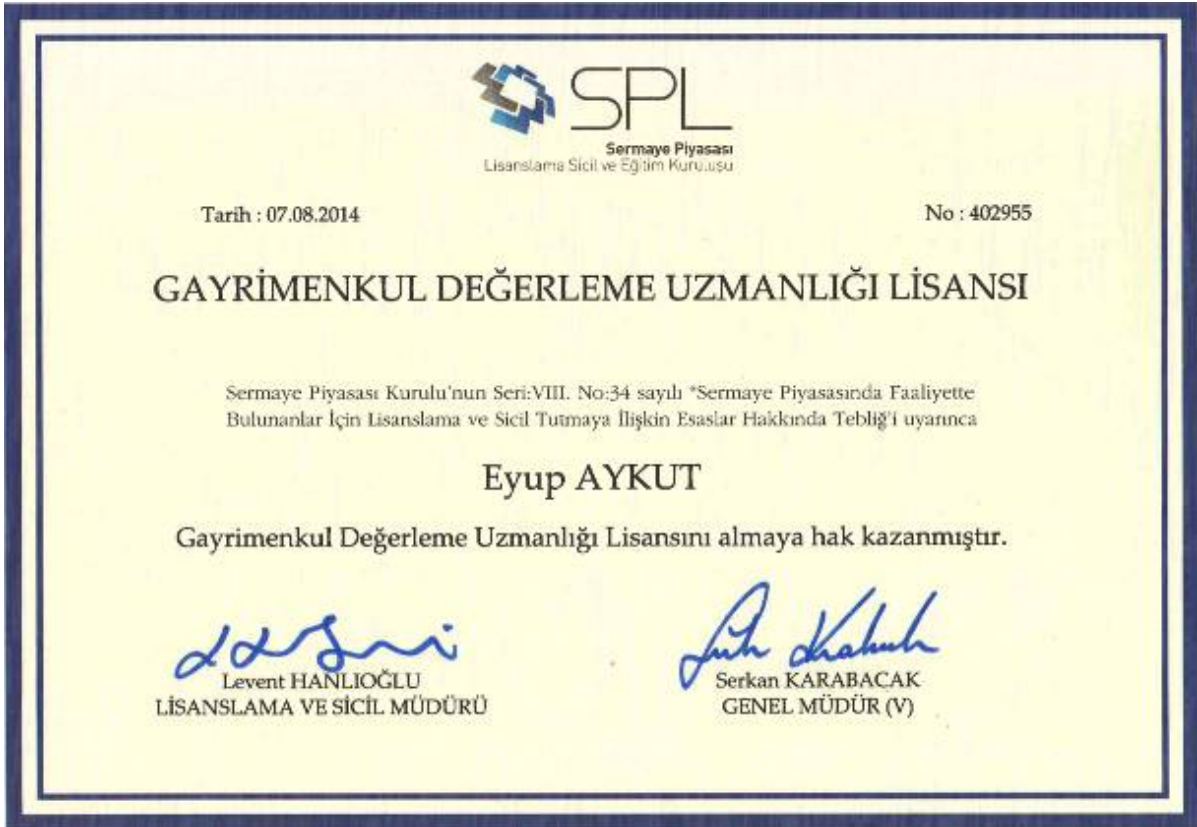 SPL
Sermaye Piyasası
Lisanslama Sicil ve Eğitim Kuruluşu
Tarih : 07.08.2014
No : 402955
GAYRİMENKUL DEĞERLEME UZMANLIĞI LİSANSI
Sermaye Piyasası Kurulu'nun Seri:VIII. No:34 sayılı "Sermaye Piyasasında Faaliyette
Bulunanlar İçin Lisanslama ve Sicil Tutmaya İlişkin Esaslar Hakkında Tebliğ'i uyarınca
Eyup AYKUT
Gayrimenkul Değerleme Uzmanlığı Lisansını almaya hak kazanmıştır.
Levent HANLIOĞLU
LİSANSLAMA VE SİCİL MÜDÜRÜ
Serkan KARABACAK
GENEL MÜDÜR (V)